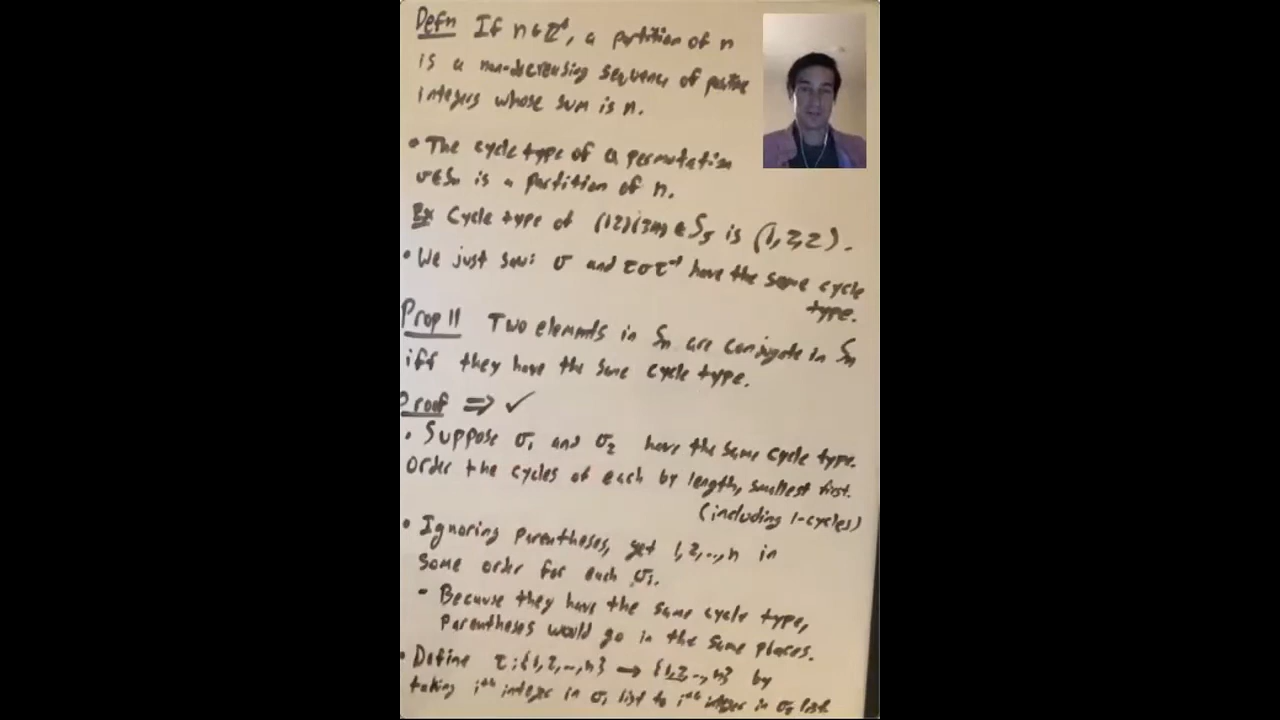 Defn If n∈ℤ⁺, a partition of n
is a non-decreasing sequence of positive
integers whose sum is n.
• The cycle type of a permutation
σ∈Sₙ is a partition of n.
Ex Cycle type of (12)(34)∈S₅ is (1,2,2).
• We just saw: σ and τστ⁻¹ have the same cycle
type.
Prop 11 Two elements in Sₙ are conjugate in Sₙ
iff they have the same cycle type.
Proof ⇒ ✓
• Suppose σ₁ and σ₂ have the same cycle type.
Order the cycles of each by length, smallest first.
(including 1-cycles)
• Ignoring parentheses, get 1,2,...,n in
some order for each σᵢ.
- Because they have the same cycle type,
parentheses would go in the same places.
• Define τ:{1,2,...,n} → {1,2,...,n} by
taking iᵗʰ integer in σ₁ list to iᵗʰ integer in σ₂ list